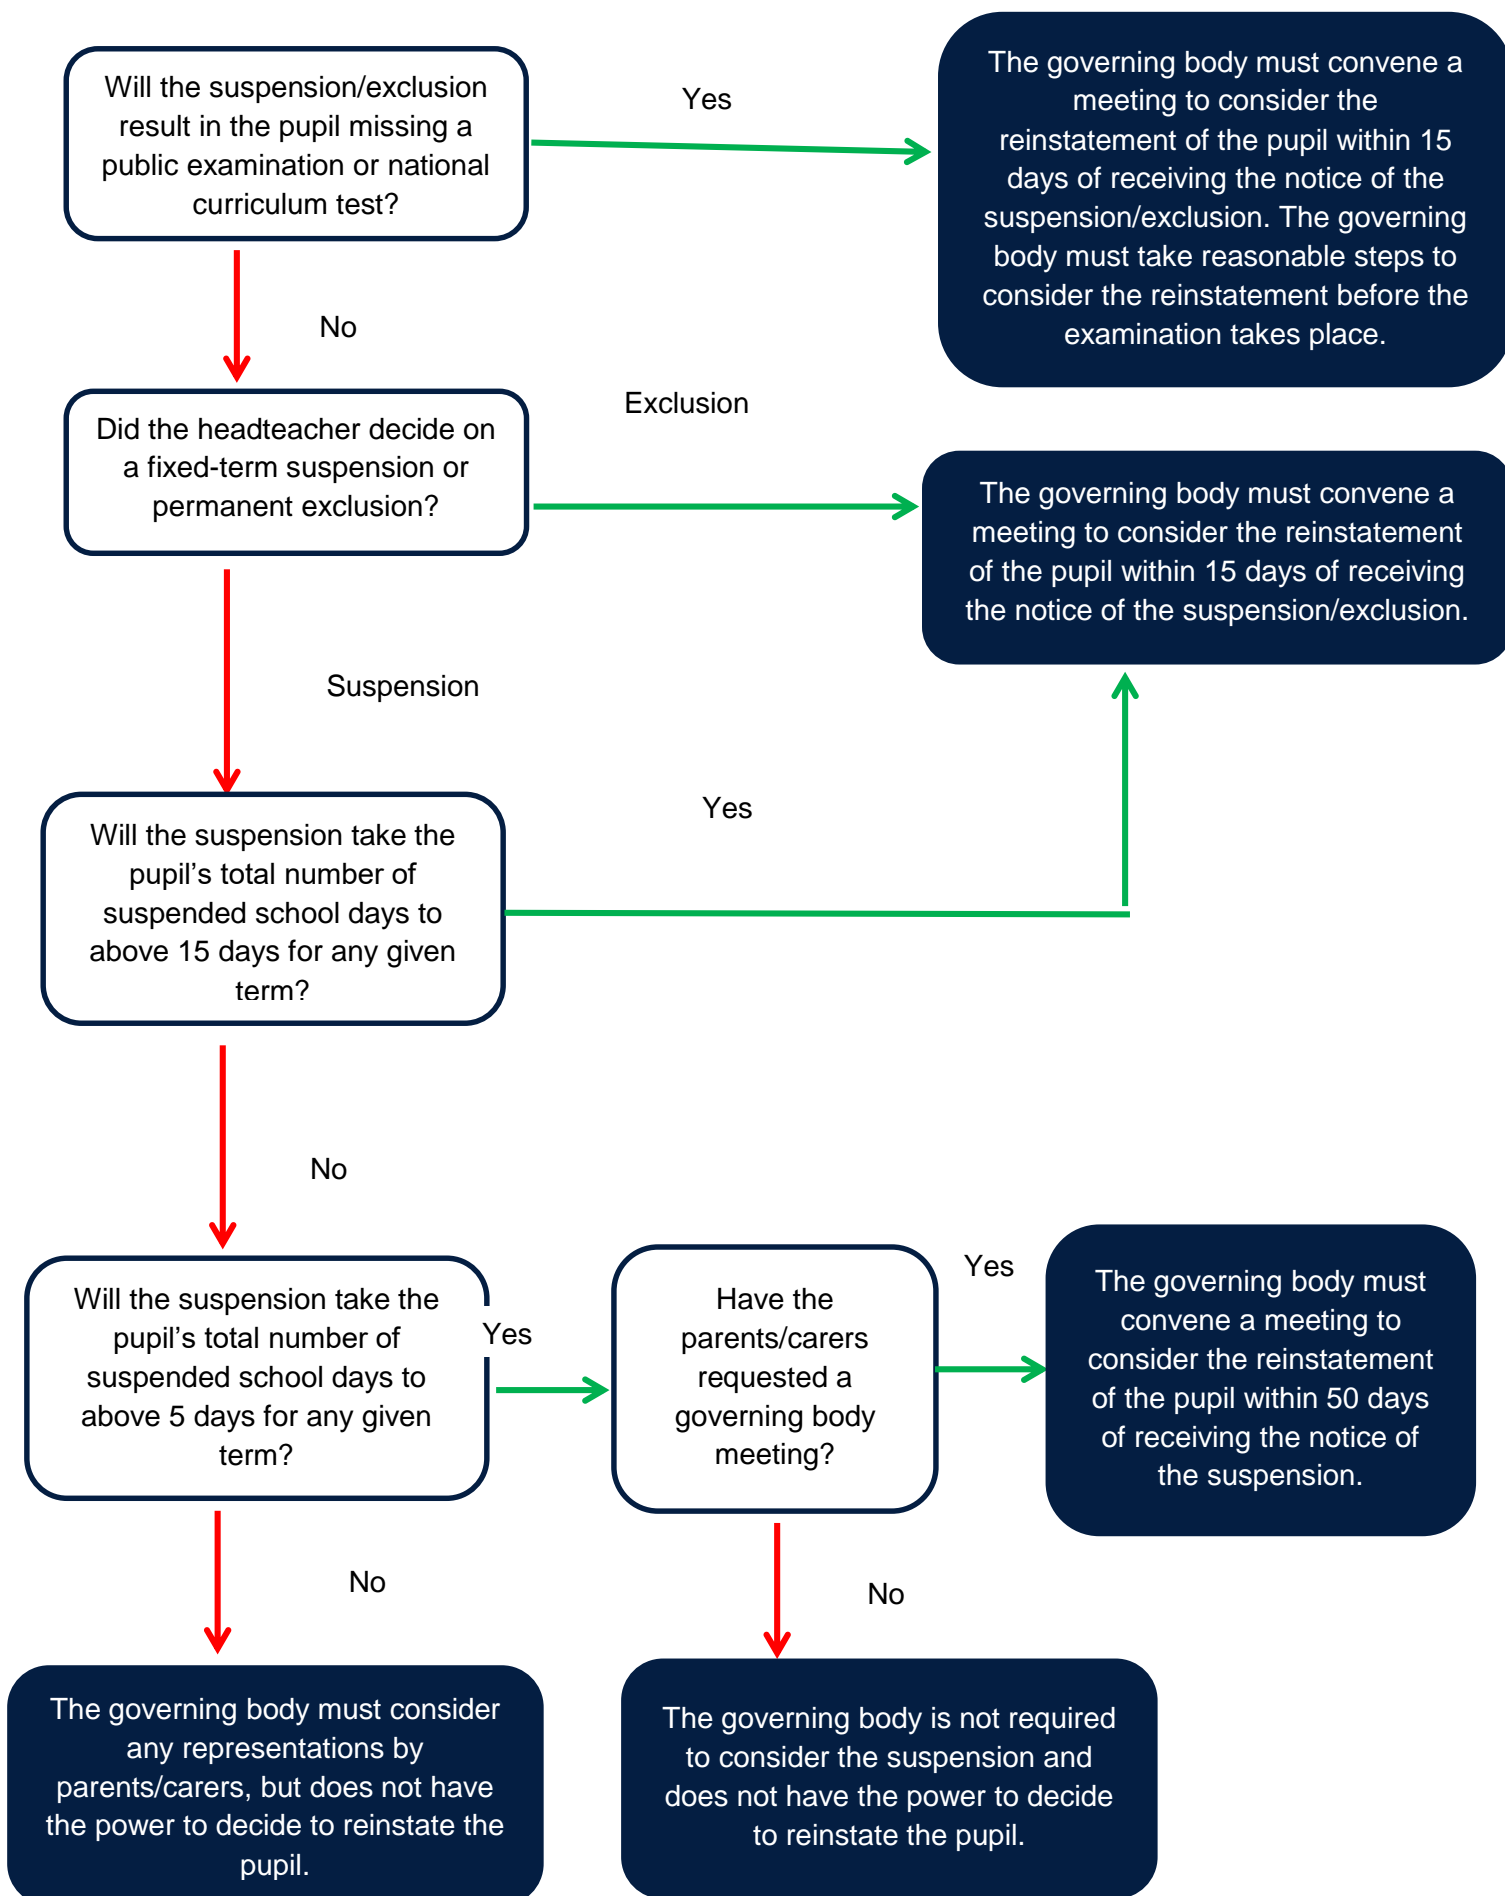 Will the suspension/exclusion
result in the pupil missing a
public examination or national
curriculum test?
Yes
The governing body must convene a
meeting to consider the
reinstatement of the pupil within 15
days of receiving the notice of the
suspension/exclusion. The governing
body must take reasonable steps to
consider the reinstatement before the
examination takes place.
No
Did the headteacher decide on
a fixed-term suspension or
permanent exclusion?
Exclusion
The governing body must convene a
meeting to consider the reinstatement
of the pupil within 15 days of receiving
the notice of the suspension/exclusion.
Suspension
Will the suspension take the
pupil’s total number of
suspended school days to
above 15 days for any given
term?
Yes
No
Will the suspension take the
pupil’s total number of
suspended school days to
above 5 days for any given
term?
Yes
Have the
parents/carers
requested a
governing body
meeting?
Yes
The governing body must
convene a meeting to
consider the reinstatement
of the pupil within 50 days
of receiving the notice of
the suspension.
No
No
The governing body must consider
any representations by
parents/carers, but does not have
the power to decide to reinstate the
pupil.
The governing body is not required
to consider the suspension and
does not have the power to decide
to reinstate the pupil.